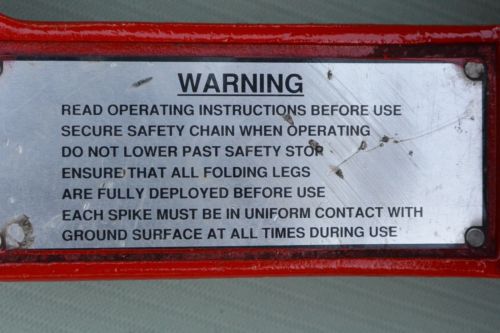 WARNING
READ OPERATING INSTRUCTIONS BEFORE USE
SECURE SAFETY CHAIN WHEN OPERATING
DO NOT LOWER PAST SAFETY STOP
ENSURE THAT ALL FOLDING LEGS
ARE FULLY DEPLOYED BEFORE USE
EACH SPIKE MUST BE IN UNIFORM CONTACT WITH
GROUND SURFACE AT ALL TIMES DURING USE